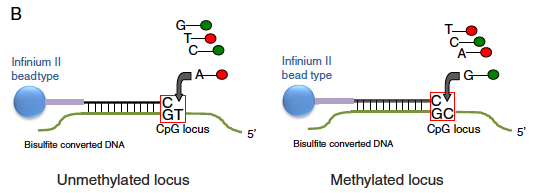 B
G
T
C
A
Infinium II
beadtype
C
GT
CpG locus
5'
Bisulfite converted DNA
Unmethylated locus
T
C
A
G
Infinium II
bead type
C
GC
CpG locus
5'
Bisulfite converted DNA
Methylated locus